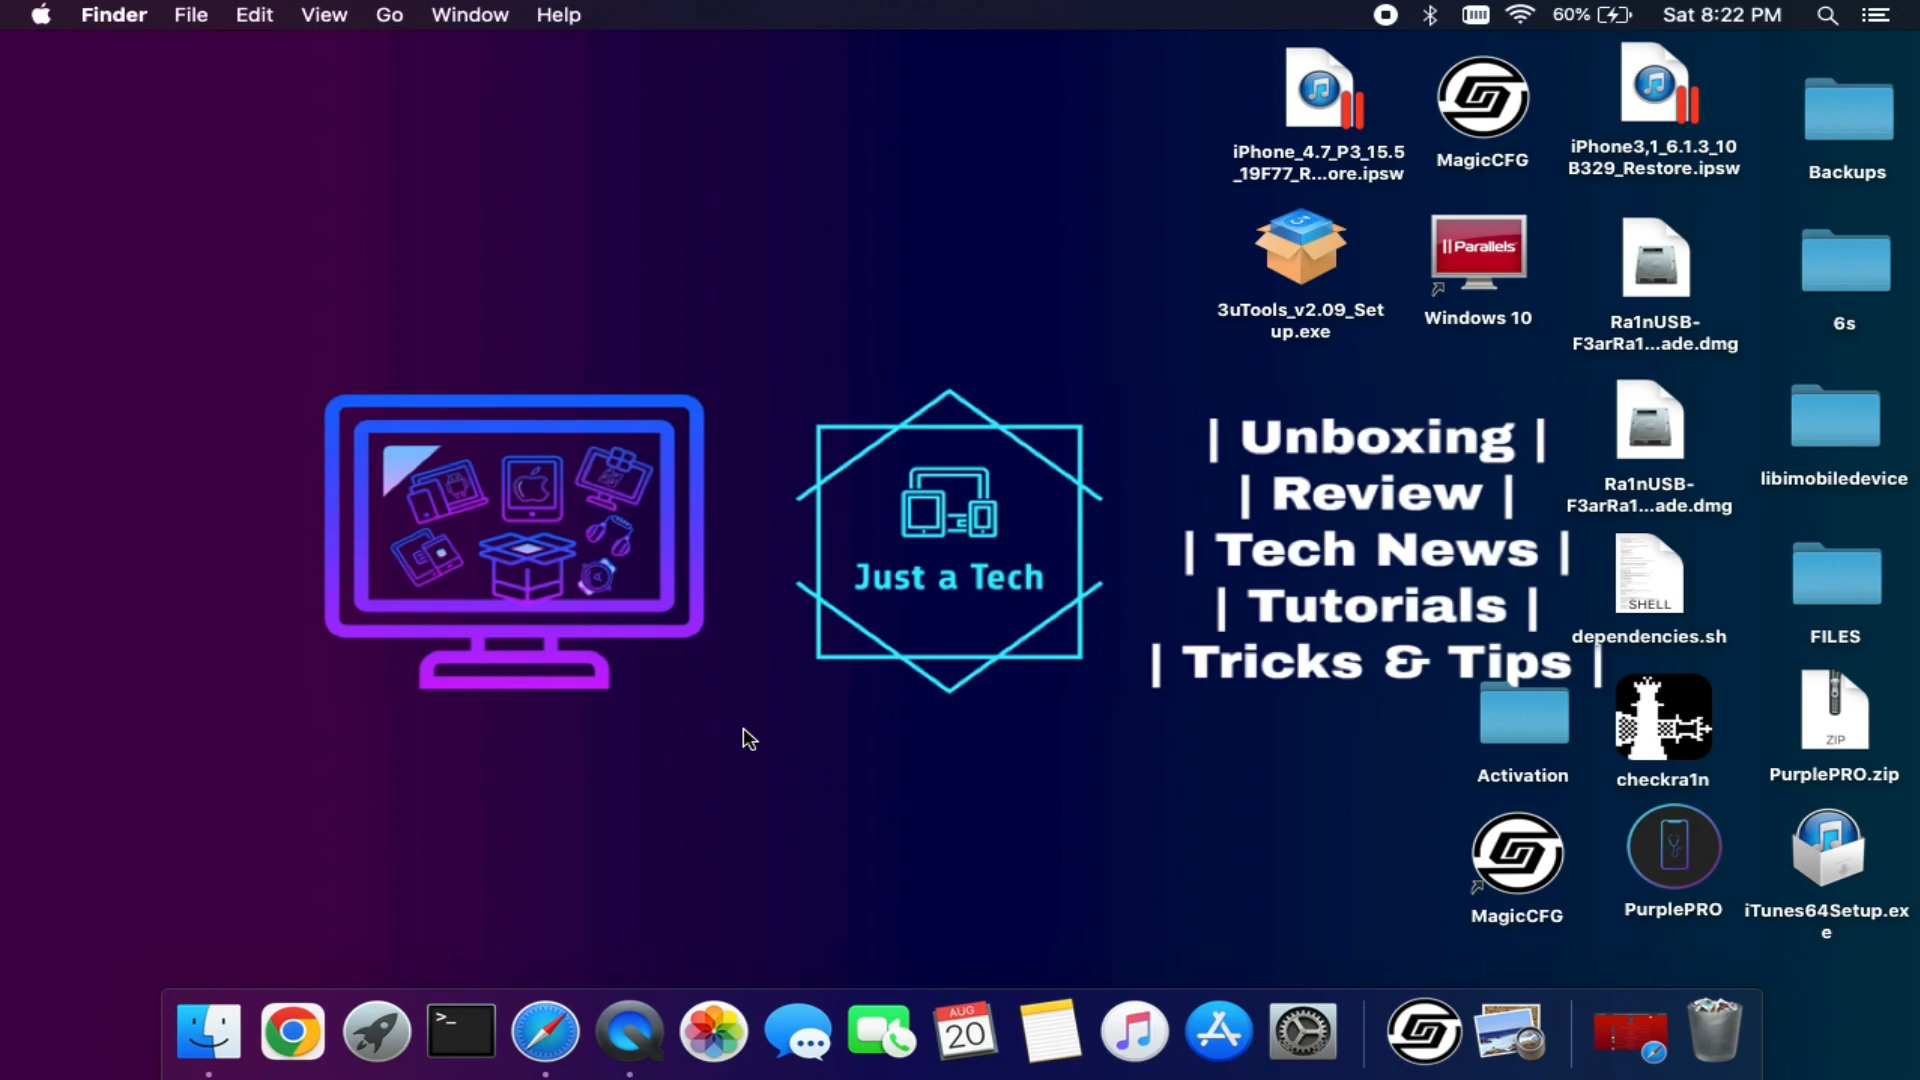 Finder File Edit View Go Window Help 60% Sat 8:22 PM
iPhone_4.7_P3_15.5
_19F77_R...ore.ipsw
MagicCFG
iPhone3,1_6.1.3_10
B329_Restore.ipsw
Backups
3uTools_v2.09_Set
up.exe
|| Parallels
Windows 10
Ra1nUSB-
F3arRa1...ade.dmg
6s
Just a Tech
| Unboxing |
| Review |
| Tech News |
| Tutorials |
| Tricks & Tips |
Ra1nUSB-
F3arRa1...ade.dmg
libimobiledevice
SHELL
dependencies.sh
FILES
Activation
checkra1n
ZIP
PurplePRO.zip
MagicCFG
PurplePRO
iTunes64Setup.ex
e
>_
AUG
20